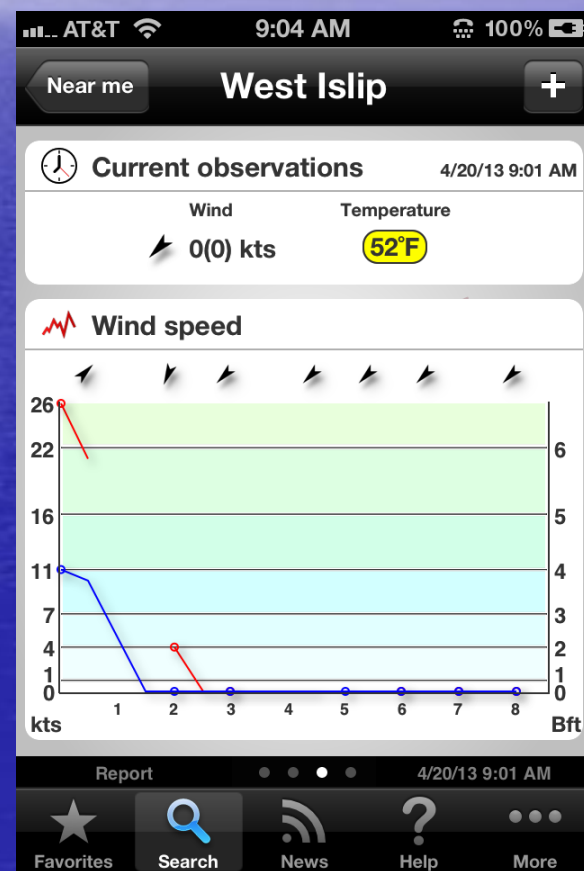 AT&T 9:04 AM 100%
Near me West Islip +
Current observations 4/20/13 9:01 AM
Wind Temperature
0(0) kts 52°F
Wind speed
26
22 6
16 5
11 4
7 3
4 2
1 1
0 0
1 2 3 4 5 6 7 8
kts Bft
Report 4/20/13 9:01 AM
Favorites Search News Help More